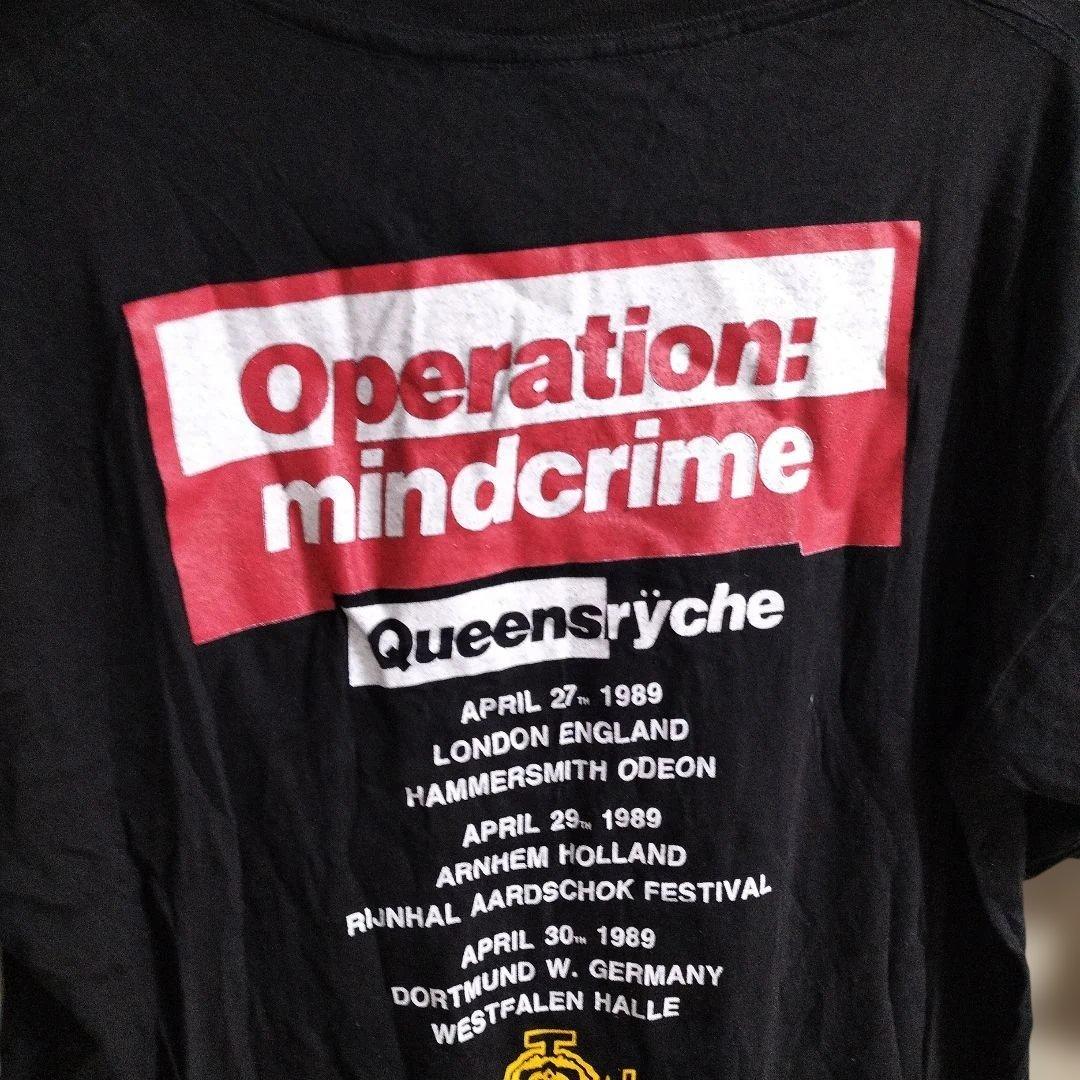 Operation:
mindcrime
Queensrÿche
APRIL 27TH 1989
LONDON ENGLAND
HAMMERSMITH ODEON
APRIL 29TH 1989
ARNHEM HOLLAND
RIJNHAL AARDSCHOK FESTIVAL
APRIL 30TH 1989
DORTMUND W. GERMANY
WESTFALEN HALLE